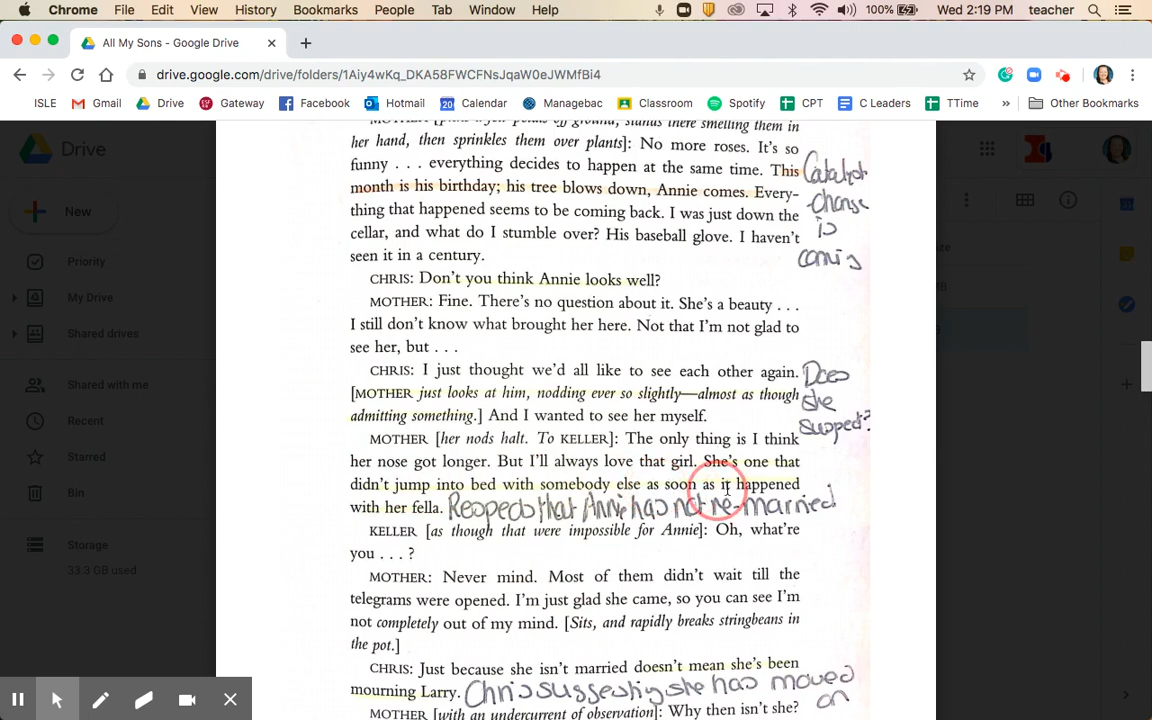 Chrome File Edit View History Bookmarks People Tab Window Help 100% Wed 2:19 PM teacher
All My Sons - Google Drive
drive.google.com/drive/folders/1Aiy4wKq_DKA58FWCFNsJqaW0eJWMfBi4
ISLE Gmail Drive Gateway Facebook Hotmail Calendar Managebac Classroom Spotify CPT C Leaders TTime » Other Bookmarks
Drive
New
Priority
My Drive
Shared drives
Shared with me
Recent
Starred
Bin
Storage
33.3 GB used
her hand, then sprinkles them over plants]: No more roses. It's so
funny . . . everything decides to happen at the same time. This
month is his birthday; his tree blows down, Annie comes. Every-
thing that happened seems to be coming back. I was just down the
cellar, and what do I stumble over? His baseball glove. I haven't
seen it in a century.
Catalyst
-change
is
coming
CHRIS: Don't you think Annie looks well?
MOTHER: Fine. There's no question about it. She's a beauty . . .
I still don't know what brought her here. Not that I'm not glad to
see her, but . . .
CHRIS: I just thought we'd all like to see each other again.
[MOTHER just looks at him, nodding ever so slightly—almost as though
admitting something.] And I wanted to see her myself.
Does
she
suspect?
MOTHER [her nods halt. To KELLER]: The only thing is I think
her nose got longer. But I'll always love that girl. She's one that
didn't jump into bed with somebody else as soon as it happened
with her fella. Respects that Annie has not re-married
KELLER [as though that were impossible for Annie]: Oh, what're
you . . . ?
MOTHER: Never mind. Most of them didn't wait till the
telegrams were opened. I'm just glad she came, so you can see I'm
not completely out of my mind. [Sits, and rapidly breaks stringbeans in
the pot.]
CHRIS: Just because she isn't married doesn't mean she's been
mourning Larry. Chris suggesting she has moved
on
MOTHER [with an undercurrent of observation]: Why then isn't she?